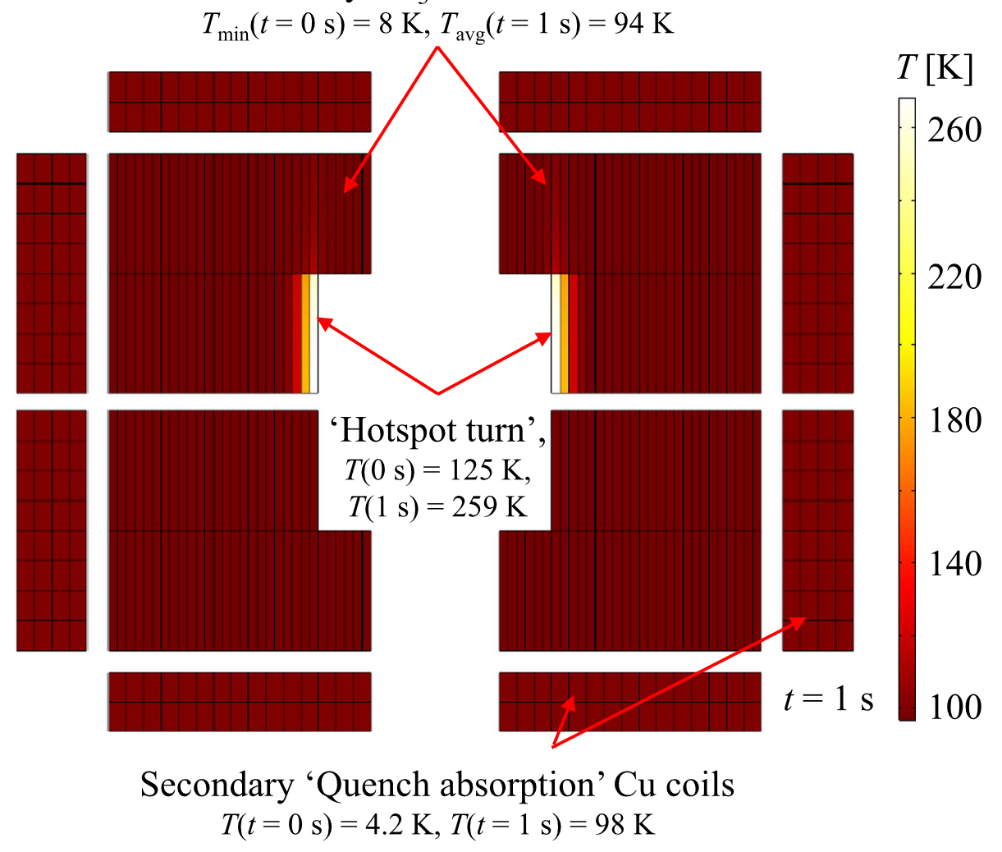 T_min(t = 0 s) = 8 K, T_avg(t = 1 s) = 94 K
T [K]
260
220
180
140
100
‘Hotspot turn’,
T(0 s) = 125 K,
T(1 s) = 259 K
t = 1 s
Secondary ‘Quench absorption’ Cu coils
T(t = 0 s) = 4.2 K, T(t = 1 s) = 98 K